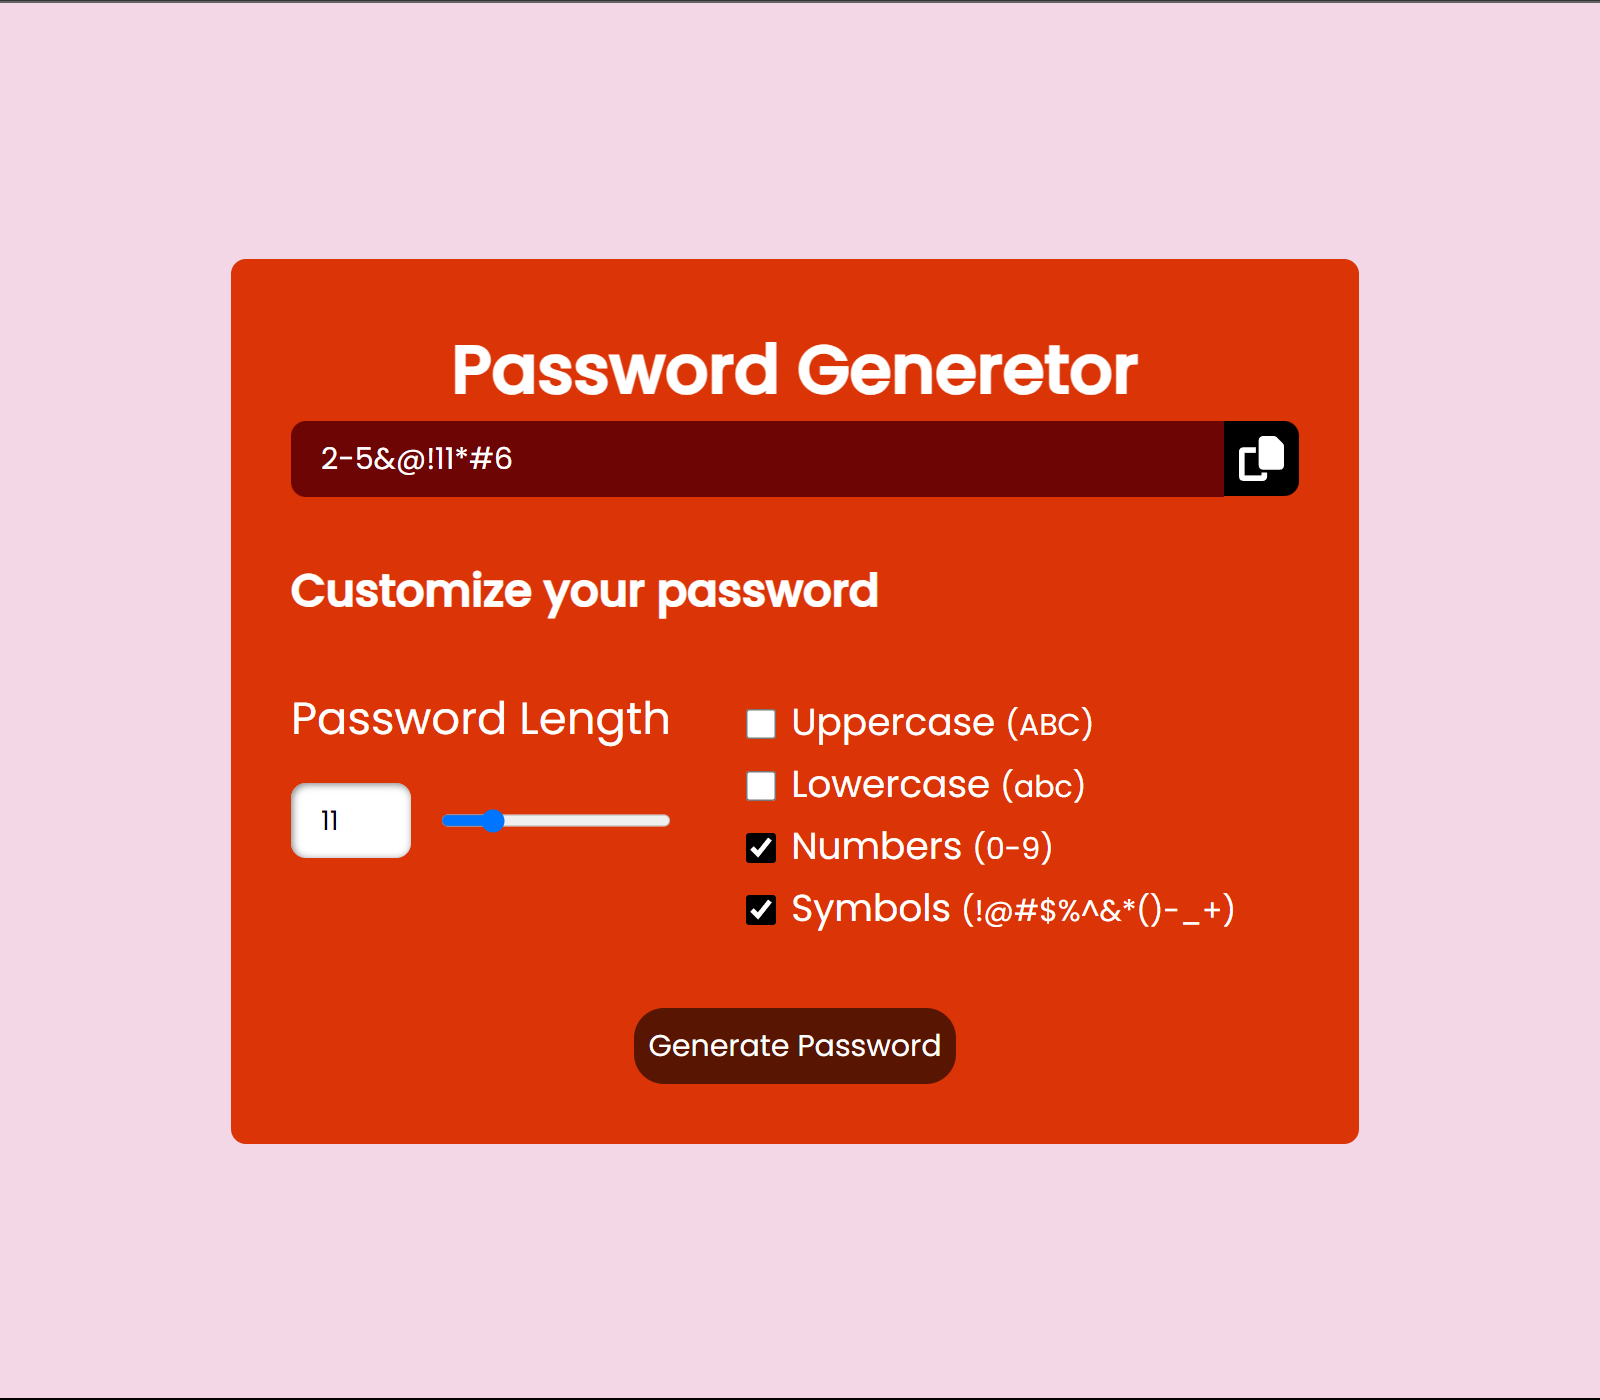 Password Generetor
2-5&@!11*#6
Customize your password
Password Length
11
Uppercase (ABC)
Lowercase (abc)
Numbers (0-9)
Symbols (!@#$%^&*()-_+)
Generate Password